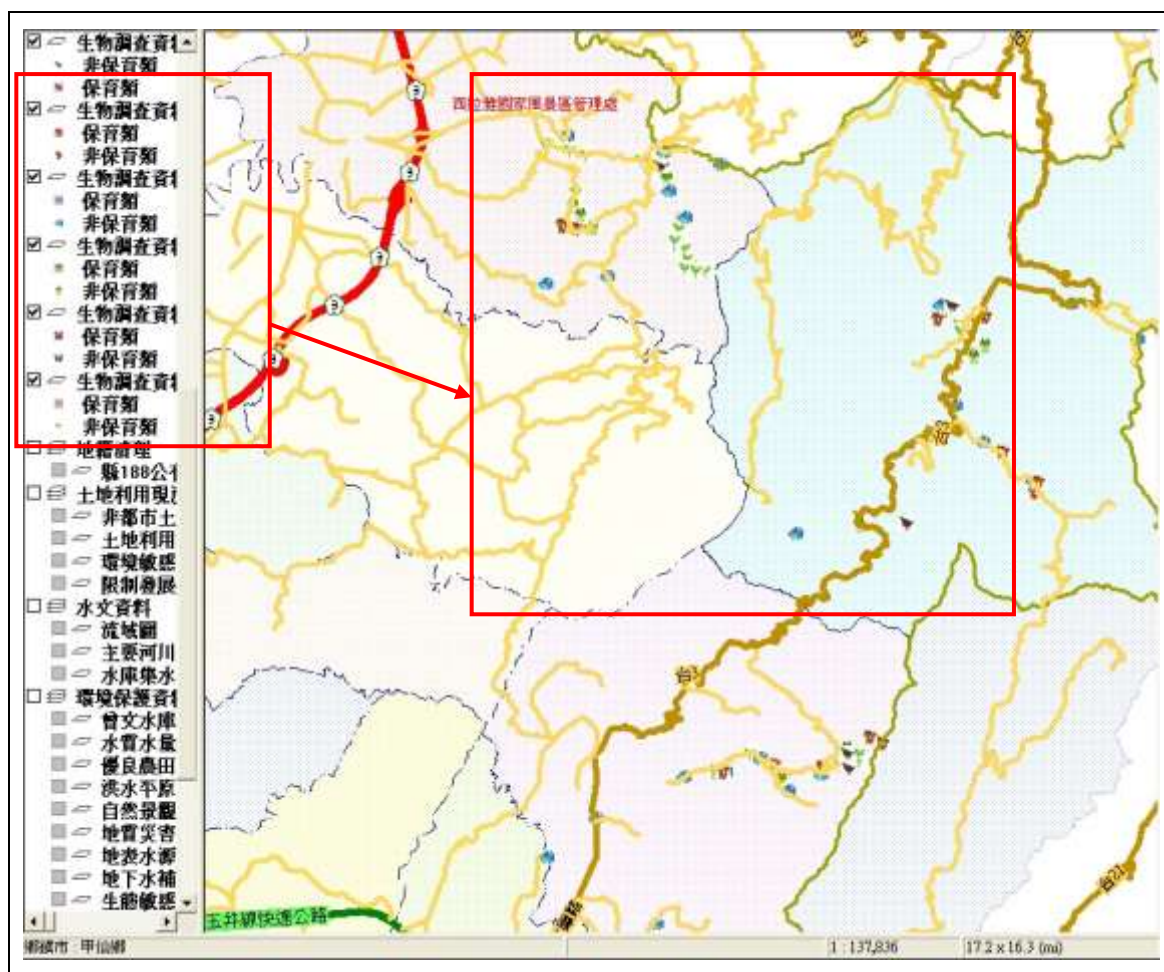 生物調查資
非保育類
保育類
生物調查資
保育類
非保育類
生物調查資
保育類
非保育類
生物調查資
保育類
非保育類
生物調查資
保育類
非保育類
生物調查資
保育類
非保育類
地籍清理
縣188公
土地利用現
非都市土
土地利用
環境敏感
限制發展
水文資料
流域圖
主要河川
水庫集水
環境保護資
曾文水庫
水質水量
優良農田
洪水平原
自然景觀
地質災害
地表水源
地下水補
生態敏感
西拉雅國家風景區管理處
3
3
3
3
3
3
3
台3
台3
台21
玉井線快速公路
鄉鎮市 : 甲仙鄉
1 : 137,836
17.2 x 16.3 (mi)